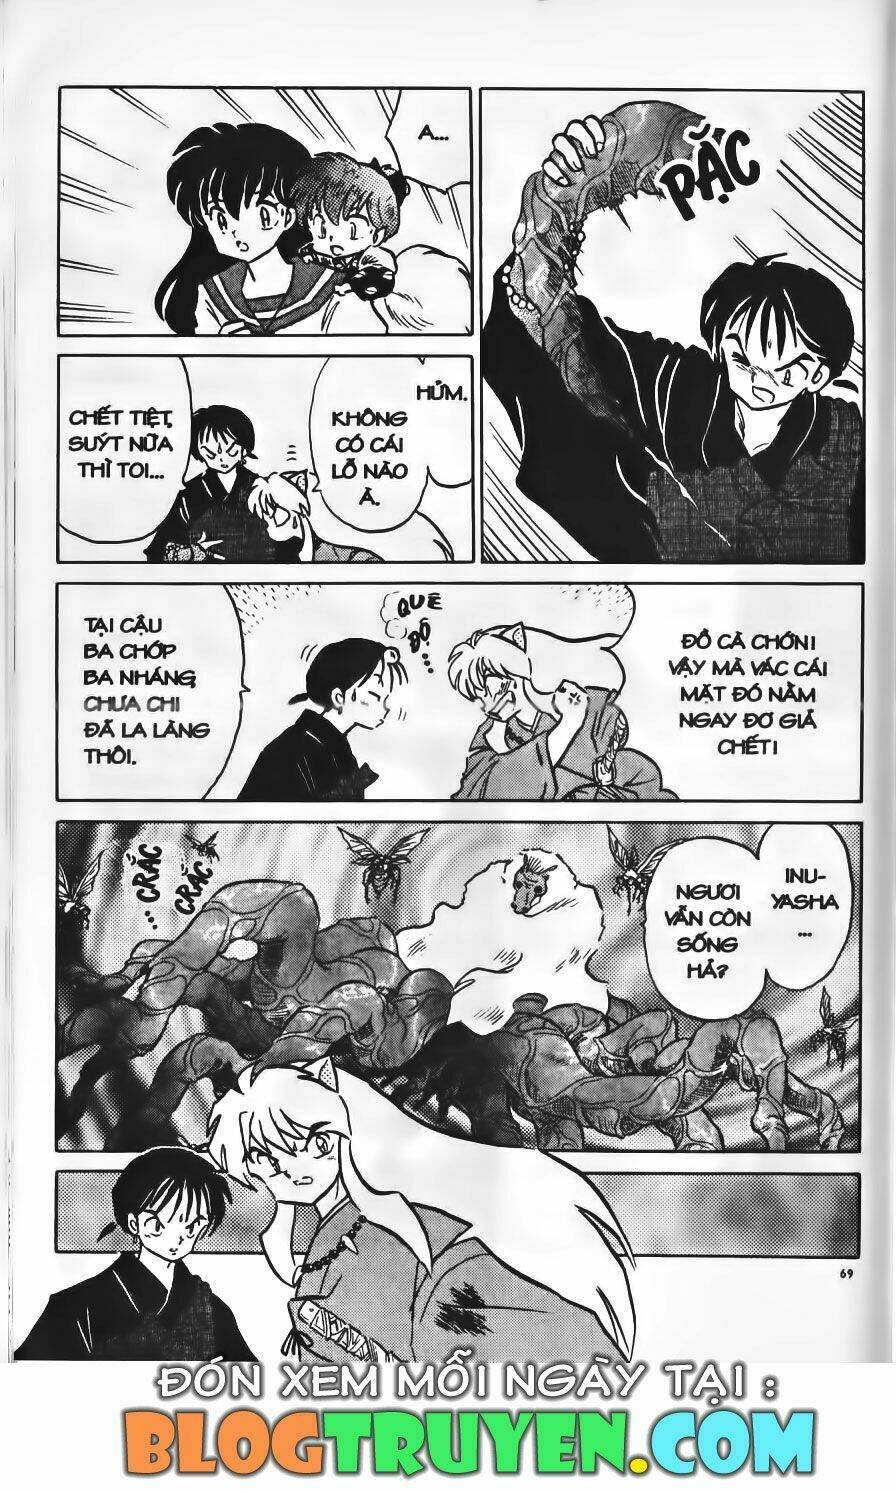 A...
PẶC
HỬM.
KHÔNG
CÓ CÁI
LỖ NÀO
À.
CHẾT TIỆT,
SUÝT NỮA
THÌ TOI...
QUÊ
ĐỘ...
ĐỒ CÀ CHỚN!
VẬY MÀ VÁC CÁI
MẶT ĐÓ NẰM
NGAY ĐƠ GIẢ
CHẾT!
TẠI CẬU
BA CHỚP
BA NHÁNG,
CHƯA CHI
ĐÃ LA LÀNG
THÔI.
... CRẮC
CRẮC
INU-
YASHA
...
NGƯƠI
VẪN CÒN
SỐNG
HẢ?
69
ĐÓN XEM MỖI NGÀY TẠI :
BLOGTRUYEN.COM